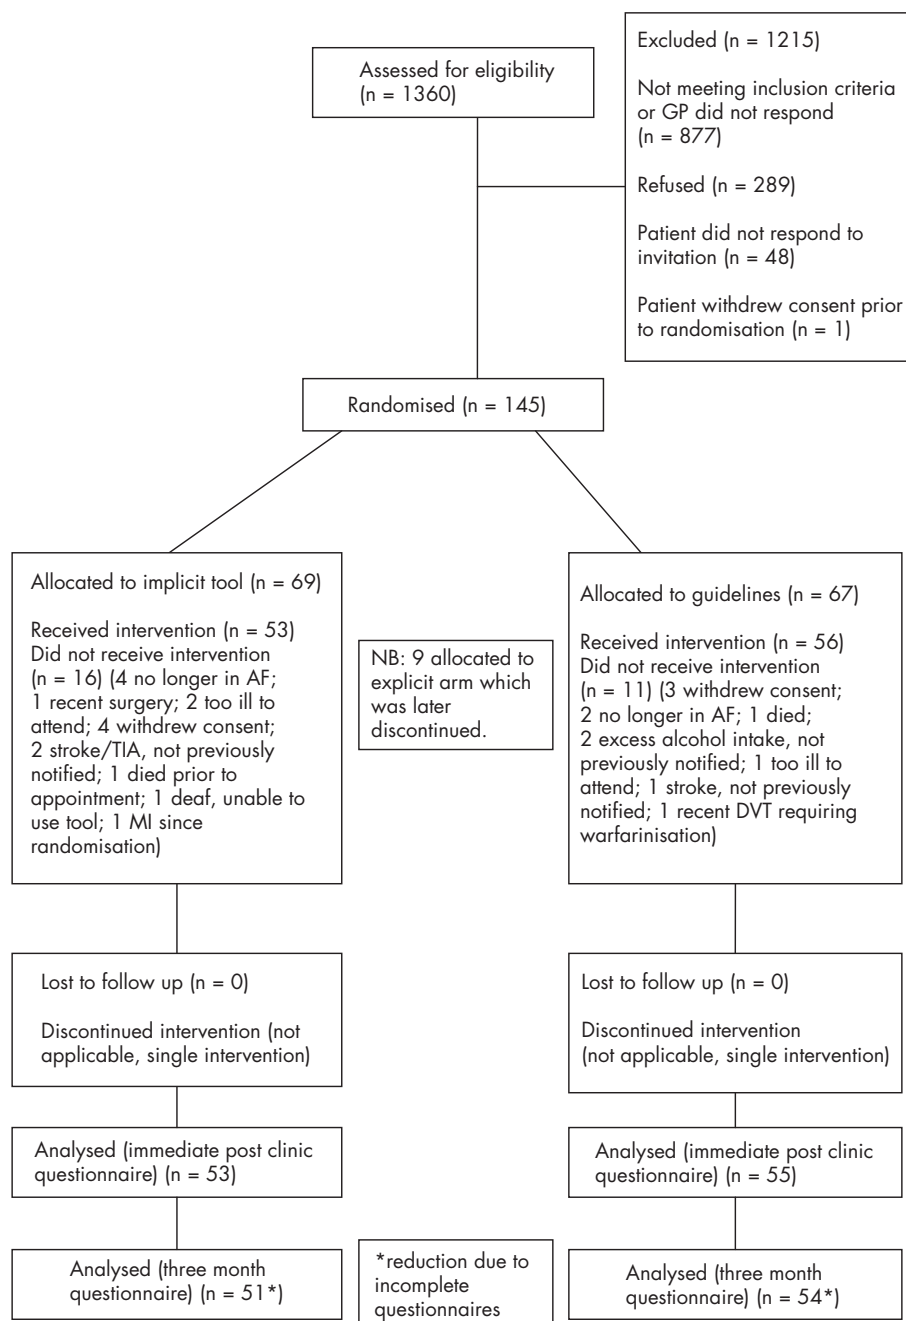 Assessed for eligibility
(n = 1360)
Excluded (n = 1215)
Not meeting inclusion criteria
or GP did not respond
(n = 877)
Refused (n = 289)
Patient did not respond to
invitation (n = 48)
Patient withdrew consent prior
to randomisation (n = 1)
Randomised (n = 145)
Allocated to implicit tool (n = 69)
Received intervention (n = 53)
Did not receive intervention
(n = 16) (4 no longer in AF;
1 recent surgery; 2 too ill to
attend; 4 withdrew consent;
2 stroke/TIA, not previously
notified; 1 died prior to
appointment; 1 deaf, unable to
use tool; 1 MI since
randomisation)
NB: 9 allocated to
explicit arm which
was later
discontinued.
Allocated to guidelines (n = 67)
Received intervention (n = 56)
Did not receive intervention
(n = 11) (3 withdrew consent;
2 no longer in AF; 1 died;
2 excess alcohol intake, not
previously notified; 1 too ill to
attend; 1 stroke, not previously
notified; 1 recent DVT requiring
warfarinisation)
Lost to follow up (n = 0)
Discontinued intervention (not
applicable, single intervention)
Lost to follow up (n = 0)
Discontinued intervention
(not applicable, single intervention)
Analysed (immediate post clinic
questionnaire) (n = 53)
Analysed (immediate post clinic
questionnaire) (n = 55)
Analysed (three month
questionnaire) (n = 51*)
*reduction due to
incomplete
questionnaires
Analysed (three month
questionnaire) (n = 54*)